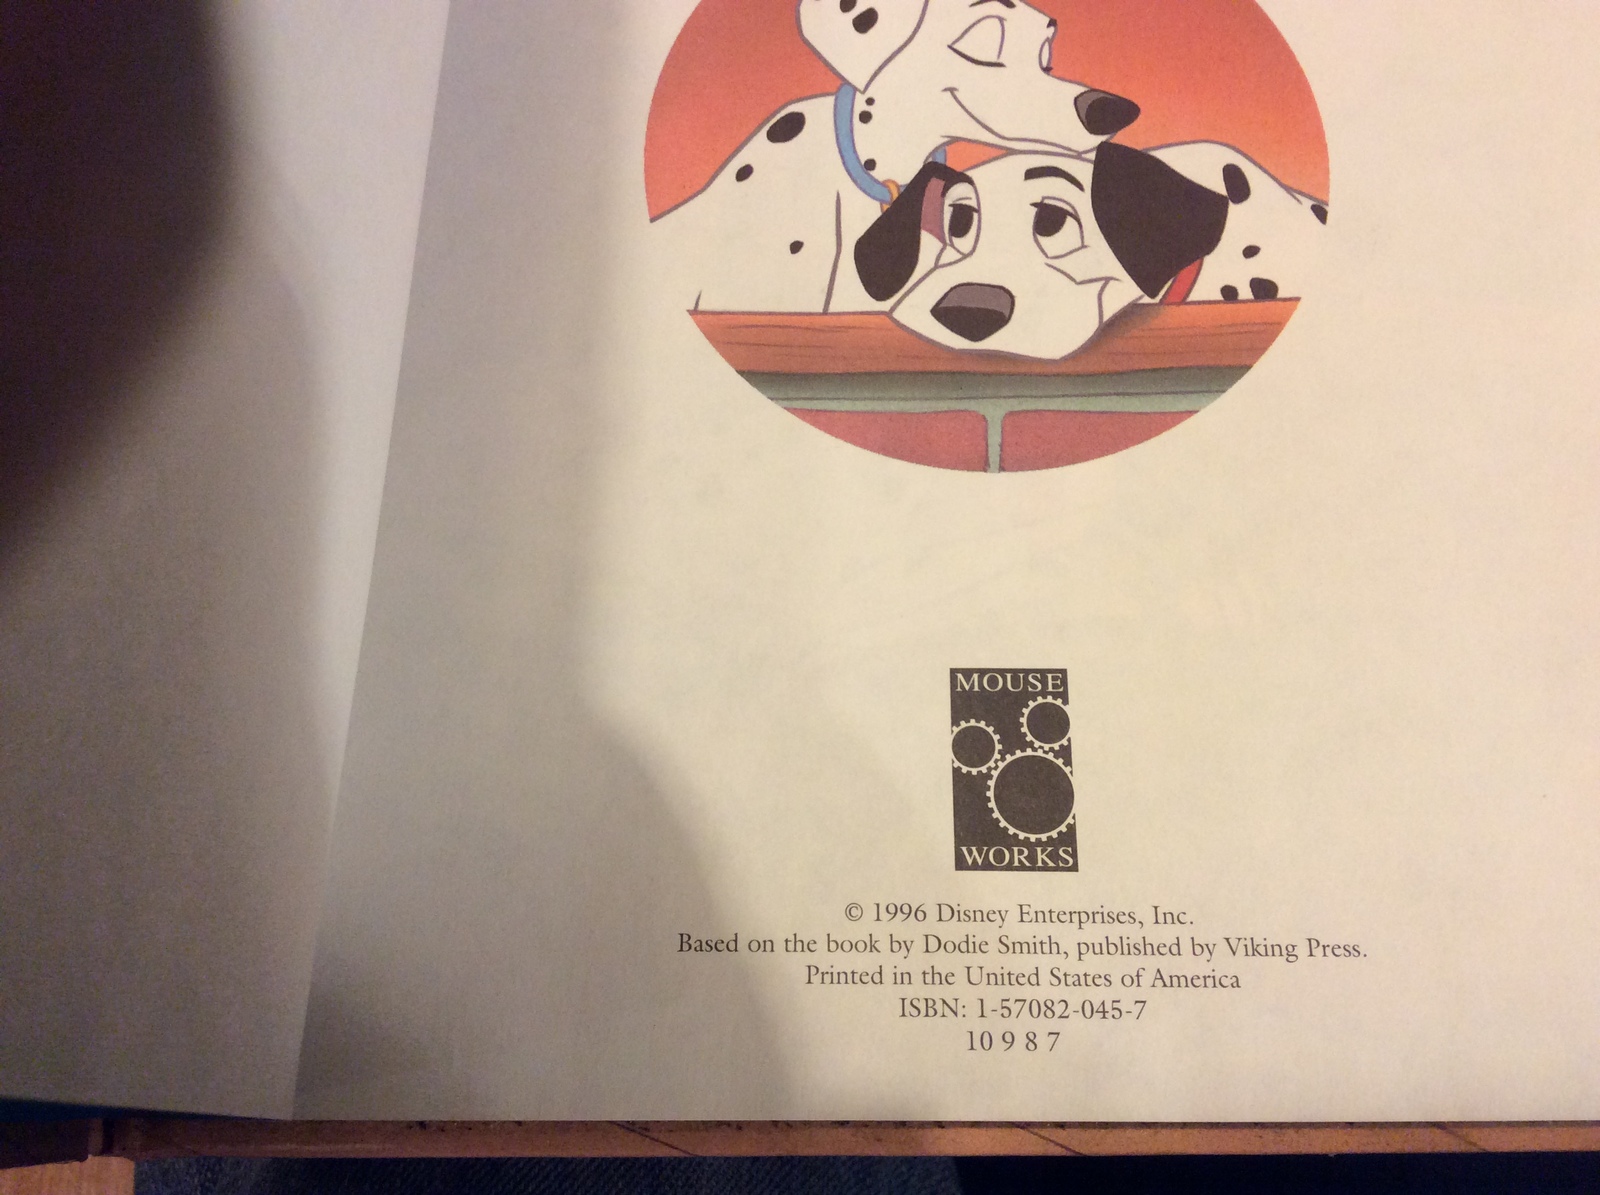 MOUSE
WORKS
© 1996 Disney Enterprises, Inc.
Based on the book by Dodie Smith, published by Viking Press.
Printed in the United States of America
ISBN: 1-57082-045-7
10 9 8 7